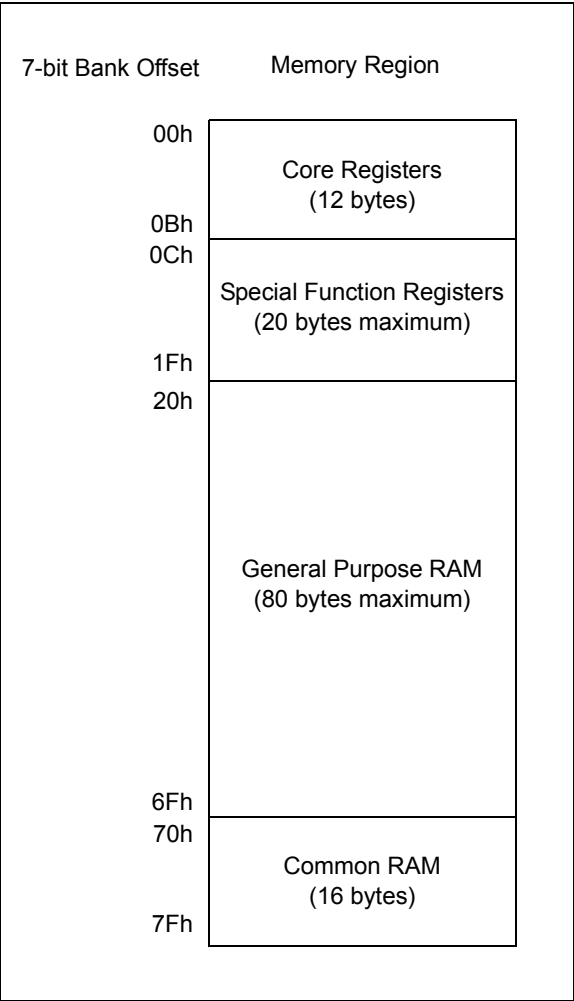 7-bit Bank Offset
Memory Region
00h
Core Registers
(12 bytes)
0Bh
0Ch
Special Function Registers
(20 bytes maximum)
1Fh
20h
General Purpose RAM
(80 bytes maximum)
6Fh
70h
Common RAM
(16 bytes)
7Fh